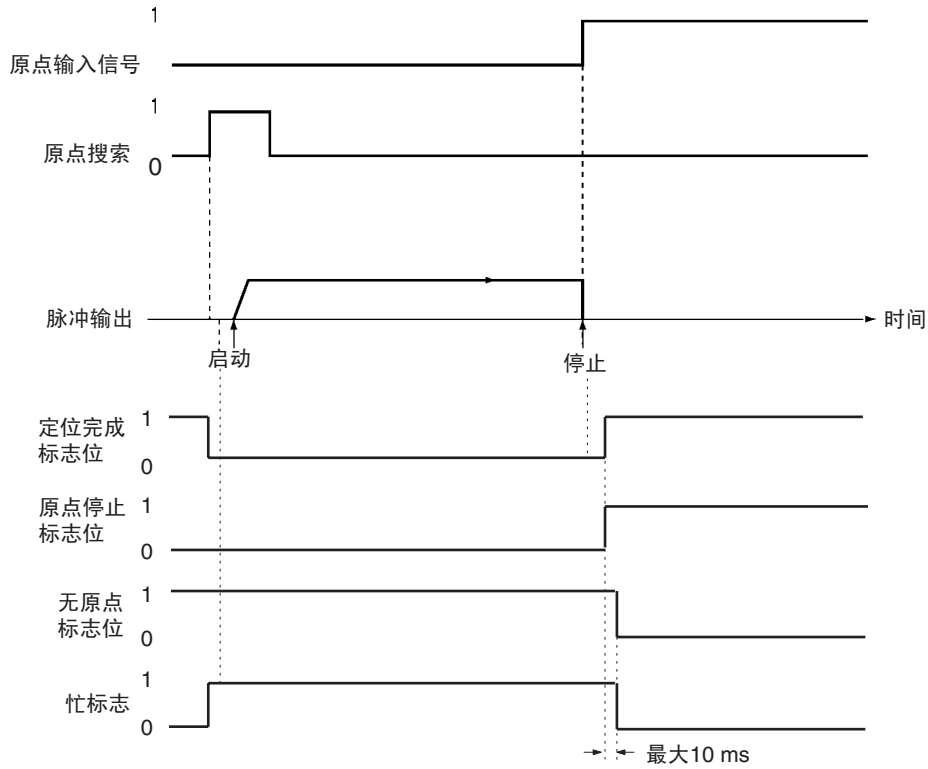 1
原点输入信号
1
原点搜索
0
脉冲输出
时间
启动
停止
定位完成
标志位
1
0
原点停止
标志位
1
0
无原点
标志位
1
0
忙标志
1
0
最大10 ms